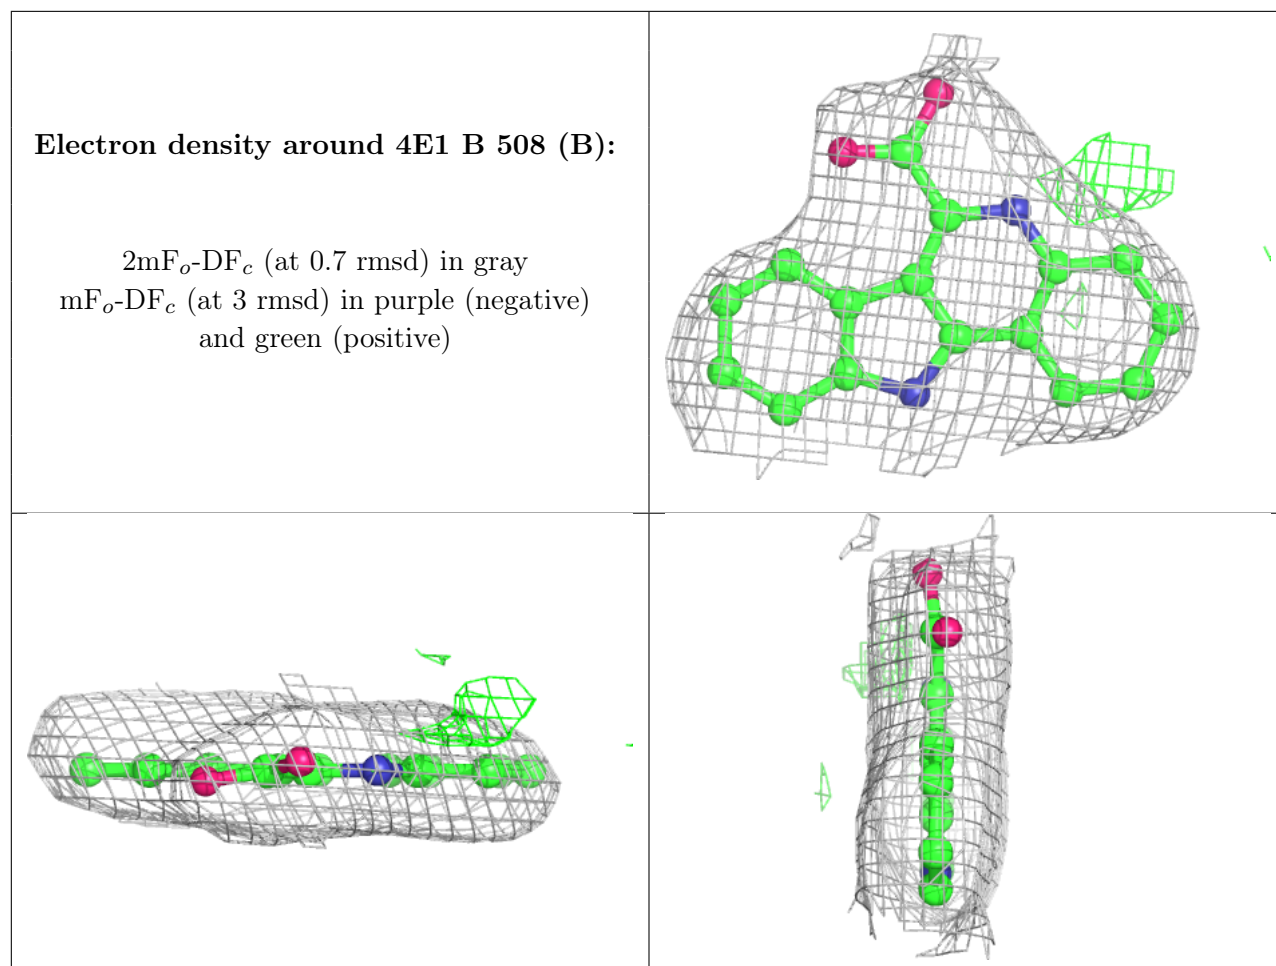 Electron density around 4E1 B 508 (B):
2mFo-DFc (at 0.7 rmsd) in gray
mFo-DFc (at 3 rmsd) in purple (negative)
and green (positive)